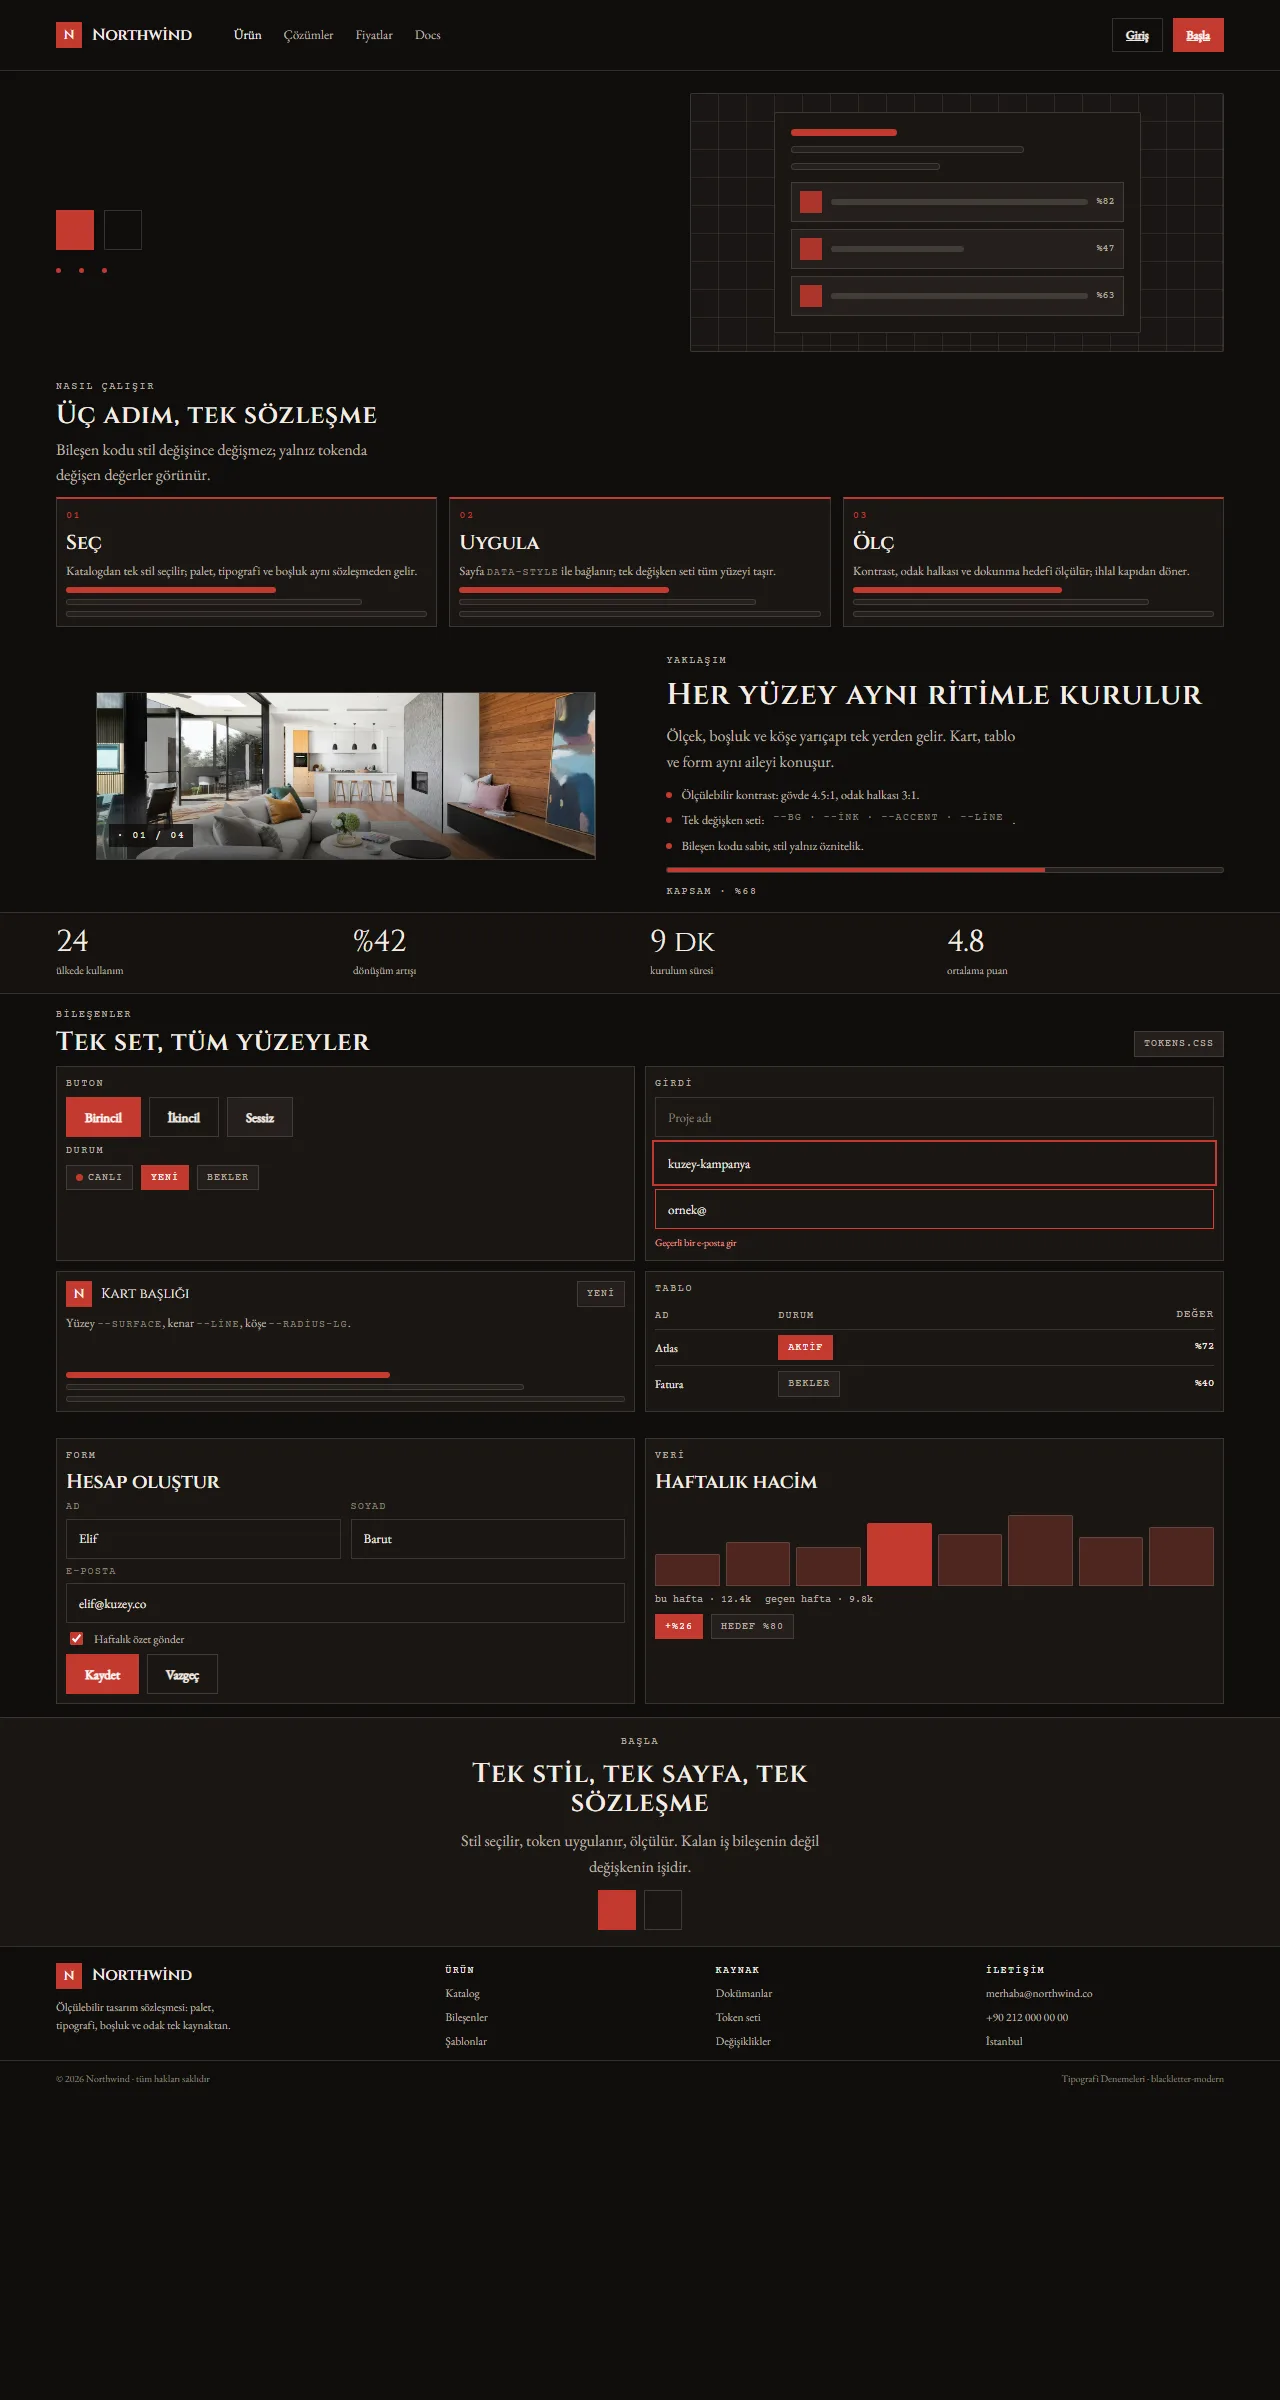 N Northwind
Ürün Çözümler Fiyatlar Docs
Giriş Başla
%82
%47
%63
NASIL ÇALIŞIR
Üç adım, tek sözleşme
Bileşen kodu stil değişince değişmez; yalnız tokenda
değişen değerler görünür.
01
Seç
Katalogdan tek stil seçilir; palet, tipografi ve boşluk aynı sözleşmeden gelir.
02
Uygula
Sayfa DATA-STYLE ile bağlanır; tek değişken seti tüm yüzeyi taşır.
03
Ölç
Kontrast, odak halkası ve dokunma hedefi ölçülür; ihlal kapıdan döner.
· 01 / 04
YAKLAŞIM
Her yüzey aynı ritimle kurulur
Ölçek, boşluk ve köşe yarıçapı tek yerden gelir. Kart, tablo
ve form aynı aileyi konuşur.
Ölçülebilir kontrast: gövde 4.5:1, odak halkası 3:1.
Tek değişken seti: --BG · --İNK · --ACCENT · --LİNE .
Bileşen kodu sabit, stil yalnız öznitelik.
KAPSAM · %68
24
ülkede kullanım
%42
dönüşüm artışı
9 dk
kurulum süresi
4.8
ortalama puan
BİLEŞENLER
Tek set, tüm yüzeyler
TOKENS.CSS
BUTON
Birincil İkincil Sessiz
DURUM
CANLI YENİ BEKLER
GİRDİ
Proje adı
kuzey-kampanya
ornek@
Geçerli bir e-posta gir
N Kart başlığı YENİ
Yüzey --SURFACE, kenar --LİNE, köşe --RADİUS-LG.
TABLO
AD DURUM DEĞER
Atlas AKTİF %72
Fatura BEKLER %40
FORM
Hesap oluştur
AD SOYAD
Elif Barut
E-POSTA
elif@kuzey.co
Haftalık özet gönder
Kaydet Vazgeç
VERİ
Haftalık hacim
bu hafta · 12.4k geçen hafta · 9.8k
+%26 HEDEF %80
BAŞLA
Tek stil, tek sayfa, tek
sözleşme
Stil seçilir, token uygulanır, ölçülür. Kalan iş bileşenin değil
değişkenin işidir.
N Northwind
Ölçülebilir tasarım sözleşmesi: palet,
tipografi, boşluk ve odak tek kaynaktan.
ÜRÜN
Katalog
Bileşenler
Şablonlar
KAYNAK
Dokümanlar
Token seti
Değişiklikler
İLETİŞİM
merhaba@northwind.co
+90 212 000 00 00
İstanbul
© 2026 Northwind · tüm hakları saklıdır
Tipografi Denemeleri · blackletter-modern